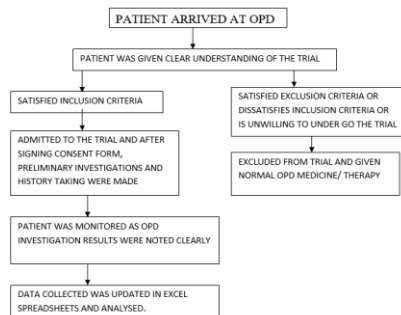 PATIENT ARRIVED AT OPD
PATIENT WAS GIVEN CLEAR UNDERSTANDING OF THE TRIAL
SATISFIED INCLUSION CRITERIA
SATISFIED EXCLUSION CRITERIA OR
DISSATISFIES INCLUSION CRITERIA OR
IS UNWILLING TO UNDER GO THE TRIAL
ADMITTED TO THE TRIAL AND AFTER
SIGNING CONSENT FORM,
PRELIMINARY INVESTIGATIONS AND
HISTORY TAKING WERE MADE
EXCLUDED FROM TRIAL AND GIVEN
NORMAL OPD MEDICINE/ THERAPY
PATIENT WAS MONITORED AS OPD
INVESTIGATION RESULTS WERE NOTED CLEARLY
DATA COLLECTED WAS UPDATED IN EXCEL
SPREADSHEETS AND ANALYSED.